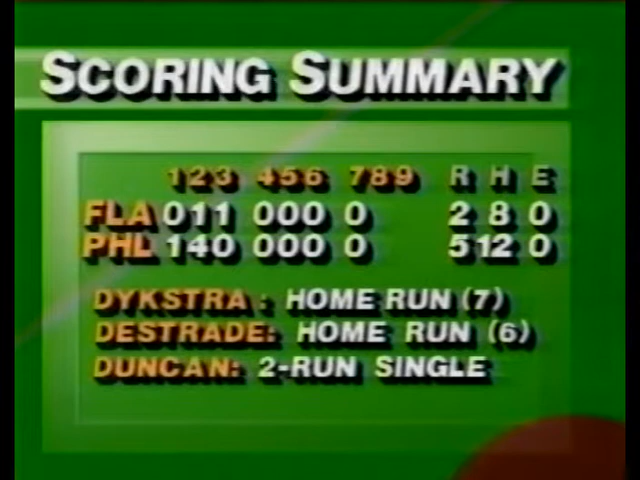 SCORING SUMMARY
123 456 789 R H E
FLA 011 000 0 2 8 0
PHL 140 000 0 5 12 0
DYKSTRA : HOME RUN (7)
DESTRADE: HOME RUN (6)
DUNCAN: 2-RUN SINGLE